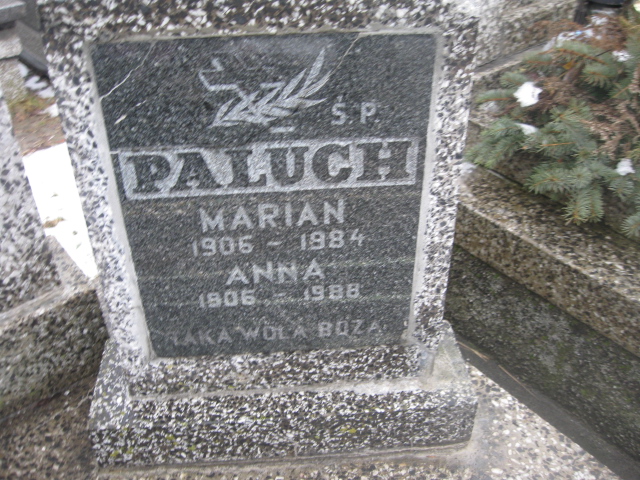 Ś.P.
PALUCH
MARIAN
1906 - 1984
ANNA
1906 - 1988
TAKA WOLA BOŻA